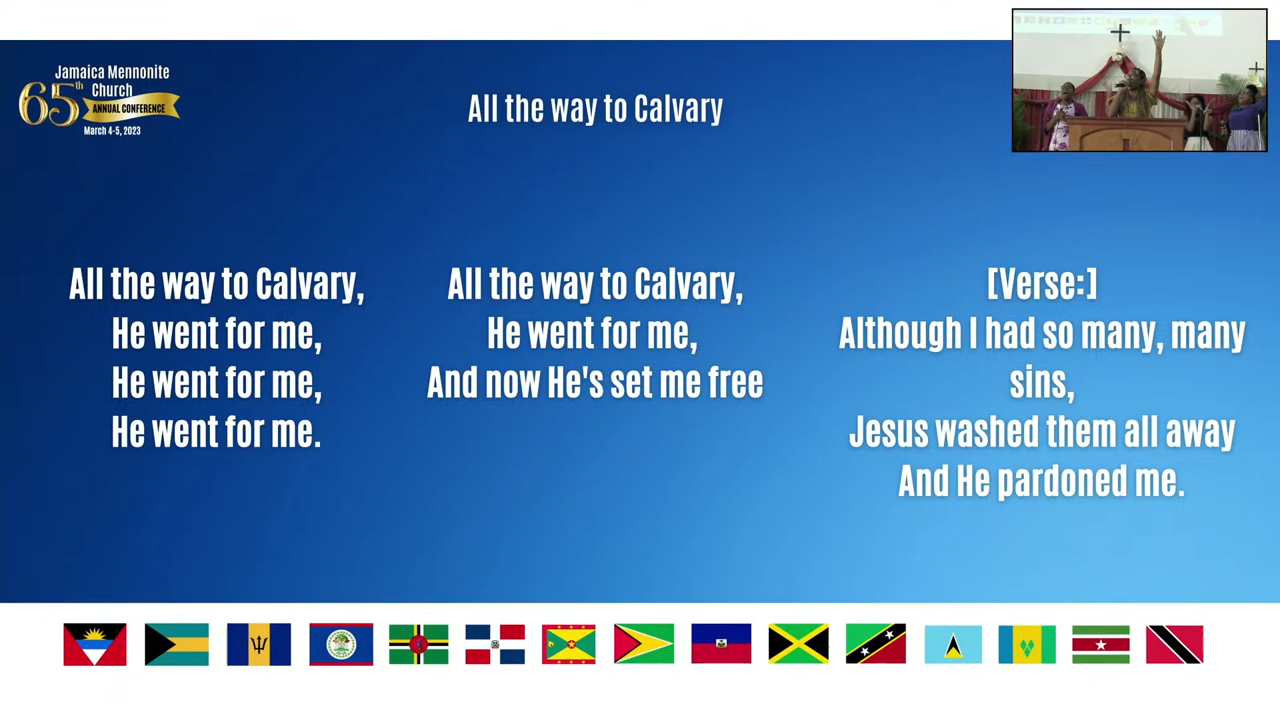 Jamaica Mennonite
Church
65th
ANNUAL CONFERENCE
March 4-5, 2023
All the way to Calvary
All the way to Calvary,
He went for me,
He went for me,
He went for me.
All the way to Calvary,
He went for me,
And now He's set me free
[Verse:]
Although I had so many, many
sins,
Jesus washed them all away
And He pardoned me.